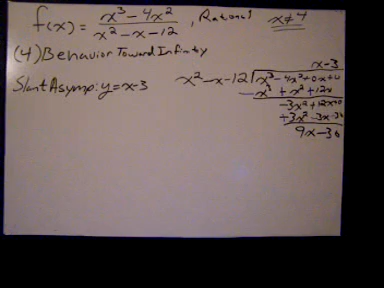 f(x) = (x³ - 4x²) / (x² - x - 12) , Rational x ≠ 4
(4) Behavior Toward Infinity
Slant Asymp: y = x - 3
x - 3
x² - x - 12 x³ - 4x² + 0x + 0
- x³ + x² + 12x
-3x² + 12x + 0
+ 3x² - 3x - 36
9x - 36